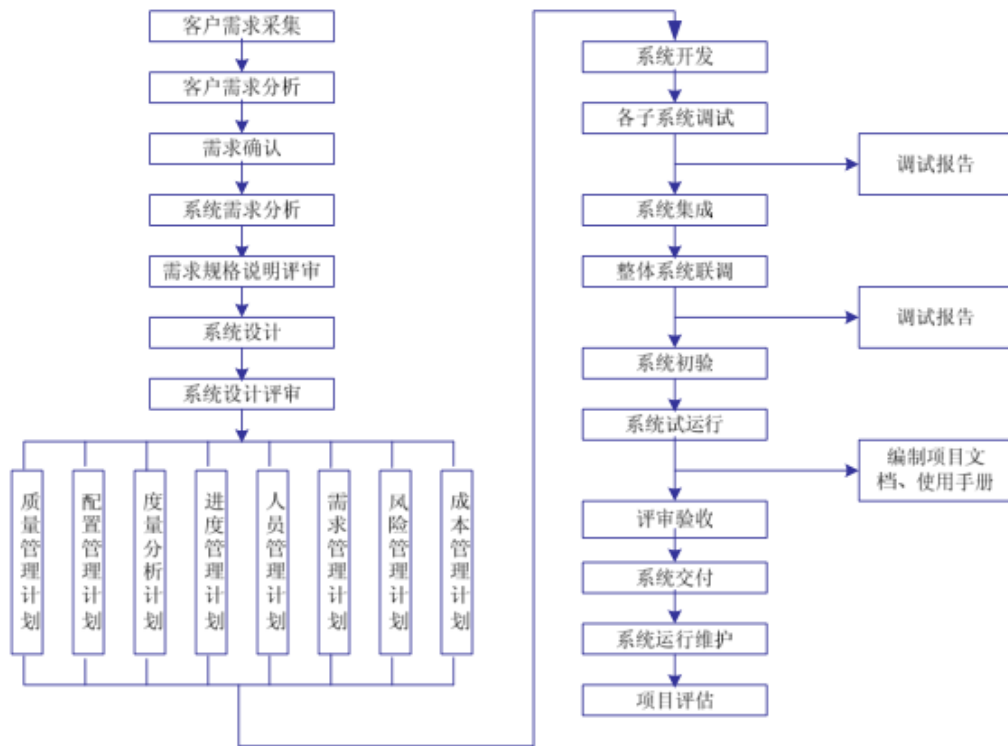 客户需求采集
客户需求分析
需求确认
系统需求分析
需求规格说明评审
系统设计
系统设计评审
质量管理计划
配置管理计划
度量分析计划
进度管理计划
人员管理计划
需求管理计划
风险管理计划
成本管理计划
系统开发
各子系统调试
调试报告
系统集成
整体系统联调
调试报告
系统初验
系统试运行
编制项目文
档、使用手册
评审验收
系统交付
系统运行维护
项目评估